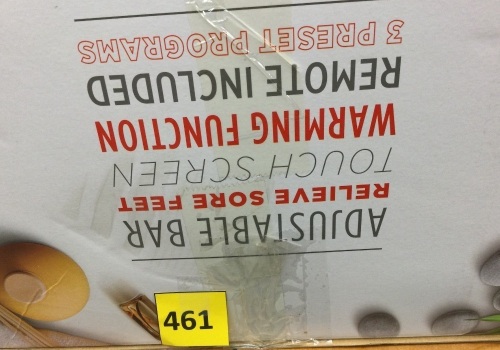 ADJUSTABLE BAR
RELIEVE SORE FEET
TOUCH SCREEN
WARMING FUNCTION
REMOTE INCLUDED
3 PRESET PROGRAMS
461